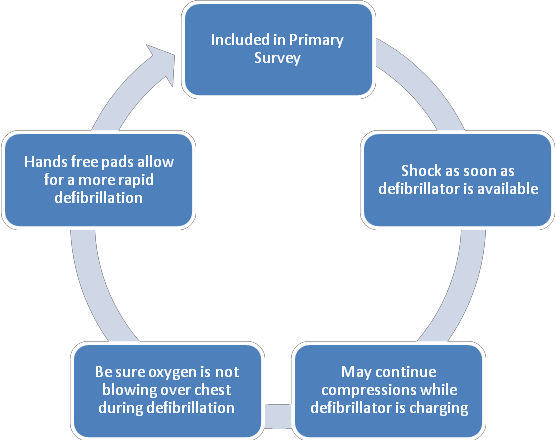 Included in Primary
Survey
Shock as soon as
defibrillator is available
May continue
compressions while
defibrillator is charging
Be sure oxygen is not
blowing over chest
during defibrillation
Hands free pads allow
for a more rapid
defibrillation